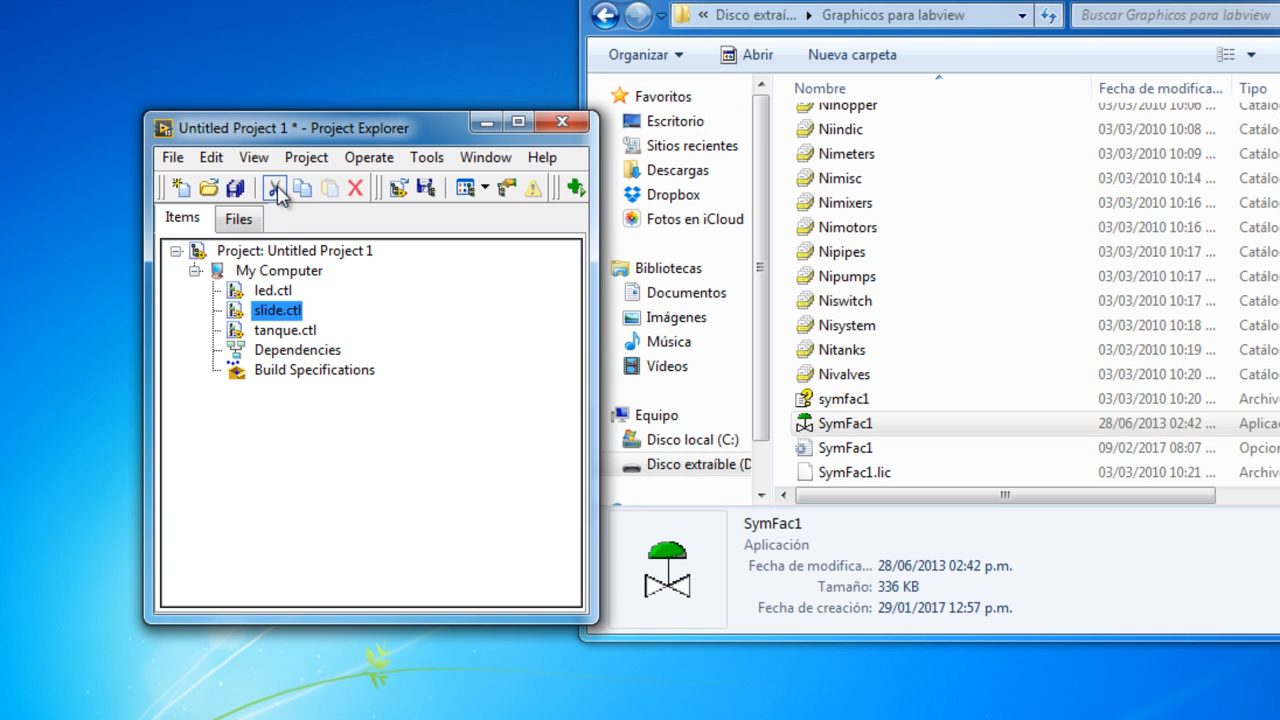 Untitled Project 1 * - Project Explorer
File Edit View Project Operate Tools Window Help
Items Files
Project: Untitled Project 1
My Computer
led.ctl
slide.ctl
tanque.ctl
Dependencies
Build Specifications
« Disco extraí... Graphicos para labview
Buscar Graphicos para labview
Organizar Abrir Nueva carpeta
Favoritos
Escritorio
Sitios recientes
Descargas
Dropbox
Fotos en iCloud
Bibliotecas
Documentos
Imágenes
Música
Vídeos
Equipo
Disco local (C:)
Disco extraíble (D
Nombre Fecha de modifica... Tipo
Nihopper 03/03/2010 10:06 ... Catálo
Niindic 03/03/2010 10:08 ... Catálo
Nimeters 03/03/2010 10:09 ... Catálo
Nimisc 03/03/2010 10:14 ... Catálo
Nimixers 03/03/2010 10:16 ... Catálo
Nimotors 03/03/2010 10:16 ... Catálo
Nipipes 03/03/2010 10:17 ... Catálo
Nipumps 03/03/2010 10:17 ... Catálo
Niswitch 03/03/2010 10:17 ... Catálo
Nisystem 03/03/2010 10:18 ... Catálo
Nitanks 03/03/2010 10:19 ... Catálo
Nivalves 03/03/2010 10:20 ... Catálo
symfac1 03/03/2010 10:20 ... Archiv
SymFac1 28/06/2013 02:42 ... Aplica
SymFac1 09/02/2017 08:07 ... Opcior
SymFac1.lic 03/03/2010 10:21 ... Archiv
SymFac1
Aplicación
Fecha de modifica... 28/06/2013 02:42 p.m.
Tamaño: 336 KB
Fecha de creación: 29/01/2017 12:57 p.m.